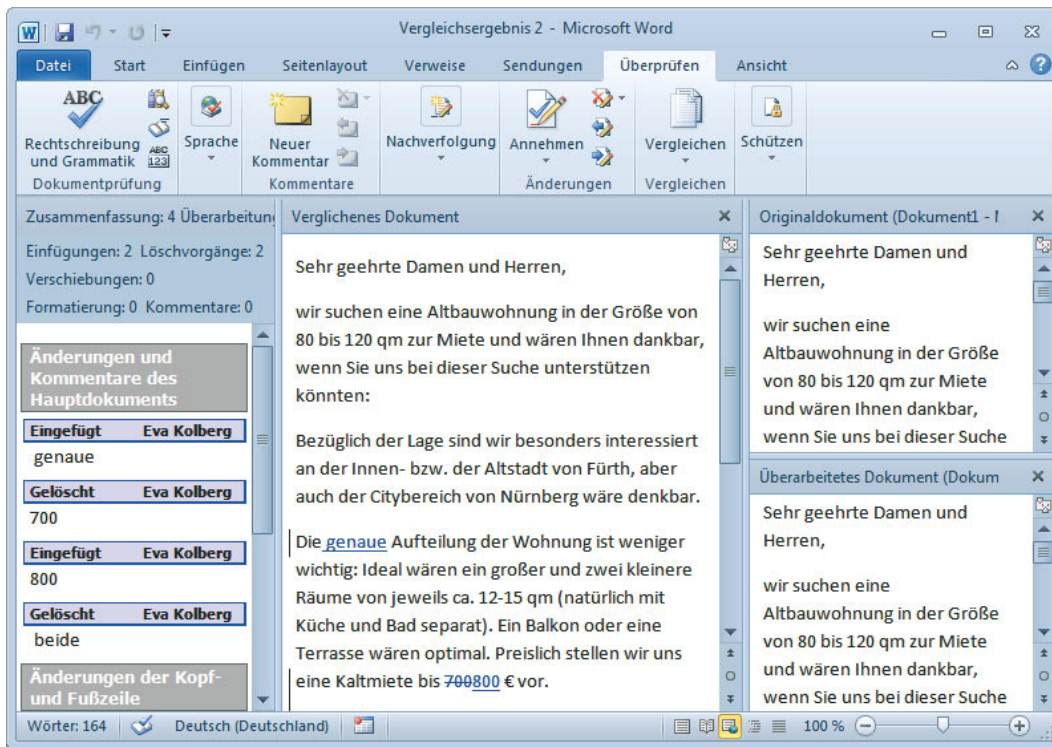 W
Vergleichsergebnis 2 - Microsoft Word
Datei Start Einfügen Seitenlayout Verweise Sendungen Überprüfen Ansicht
ABC
Rechtschreibung
und Grammatik
ABC
123
Dokumentprüfung
Sprache
Neuer
Kommentar
Kommentare
Nachverfolgung
Annehmen
Änderungen
Vergleichen
Vergleichen
Schützen
Zusammenfassung: 4 Überarbeitun
Einfügungen: 2 Löschvorgänge: 2
Verschiebungen: 0
Formatierung: 0 Kommentare: 0
Änderungen und
Kommentare des
Hauptdokuments
Eingefügt Eva Kolberg
genaue
Gelöscht Eva Kolberg
700
Eingefügt Eva Kolberg
800
Gelöscht Eva Kolberg
beide
Änderungen der Kopf-
und Fußzeile
Verglichenes Dokument
Sehr geehrte Damen und Herren,
wir suchen eine Altbauwohnung in der Größe von
80 bis 120 qm zur Miete und wären Ihnen dankbar,
wenn Sie uns bei dieser Suche unterstützen
könnten:
Bezüglich der Lage sind wir besonders interessiert
an der Innen- bzw. der Altstadt von Fürth, aber
auch der Citybereich von Nürnberg wäre denkbar.
Die genaue Aufteilung der Wohnung ist weniger
wichtig: Ideal wären ein großer und zwei kleinere
Räume von jeweils ca. 12-15 qm (natürlich mit
Küche und Bad separat). Ein Balkon oder eine
Terrasse wären optimal. Preislich stellen wir uns
eine Kaltmiete bis 700800 € vor.
Originaldokument (Dokument1 - M
Sehr geehrte Damen und
Herren,
wir suchen eine
Altbauwohnung in der Größe
von 80 bis 120 qm zur Miete
und wären Ihnen dankbar,
wenn Sie uns bei dieser Suche
Überarbeitetes Dokument (Dokum
Sehr geehrte Damen und
Herren,
wir suchen eine
Altbauwohnung in der Größe
von 80 bis 120 qm zur Miete
und wären Ihnen dankbar,
wenn Sie uns bei dieser Suche
Wörter: 164 Deutsch (Deutschland) 100 %